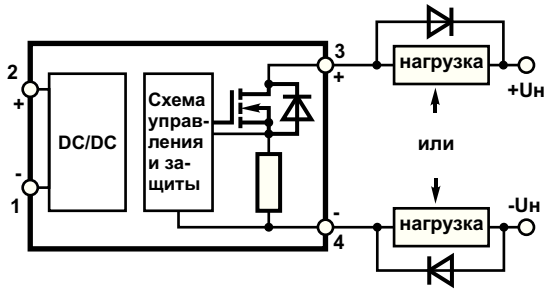 3
+
нагрузка
+Uн
2
+
DC/DC
Схема
управ-
ления
и за-
щиты
или
-
1
-
4
-Uн
нагрузка